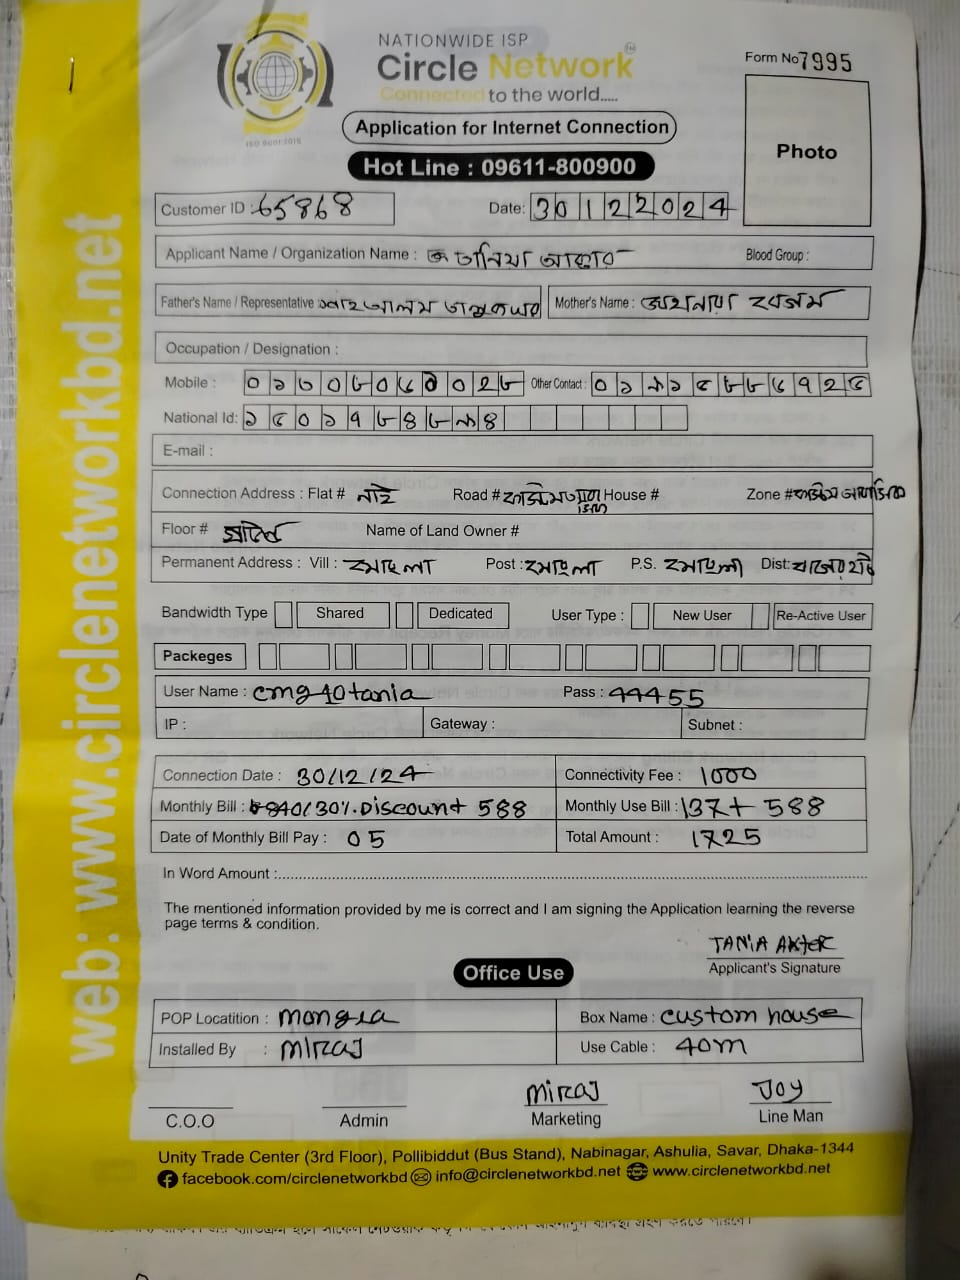 NATIONWIDE ISP
Circle Network
Connected to the world.....
ISO 9001:2015
Form No 7995
Application for Internet Connection
Hot Line : 09611-800900
Photo
Customer ID : 65868
Date: 30122024
Applicant Name / Organization Name : তানিয়া আক্তার
Blood Group :
Father's Name / Representative
Mother's Name : বেগম
Occupation / Designation :
Mobile :
Other Contact :
National Id:
E-mail :
Connection Address : Flat # নাই Road # House # Zone #
Floor # Name of Land Owner #
Permanent Address : Vill : মোংলা Post : মোংলা P.S. মোংলা Dist: বাগেরহাট
Bandwidth Type Shared Dedicated User Type : New User Re-Active User
Packeges
User Name : cmg10tania Pass : 44455
IP : Gateway : Subnet :
Connection Date : 30/12/24 Connectivity Fee : 1000
Monthly Bill : 840/30%.Discount 588 Monthly Use Bill : 137+ 588
Date of Monthly Bill Pay : 05 Total Amount : 1725
In Word Amount :
The mentioned information provided by me is correct and I am signing the Application learning the reverse
page terms & condition.
TANIA AKTER
Applicant's Signature
Office Use
POP Locatition : mongla Box Name : custom house
Installed By : MIRAJ Use Cable : 40m
MIRAJ JOY
C.O.O Admin Marketing Line Man
Unity Trade Center (3rd Floor), Pollibiddut (Bus Stand), Nabinagar, Ashulia, Savar, Dhaka-1344
facebook.com/circlenetworkbd info@circlenetworkbd.net www.circlenetworkbd.net
web: www.circlenetworkbd.net